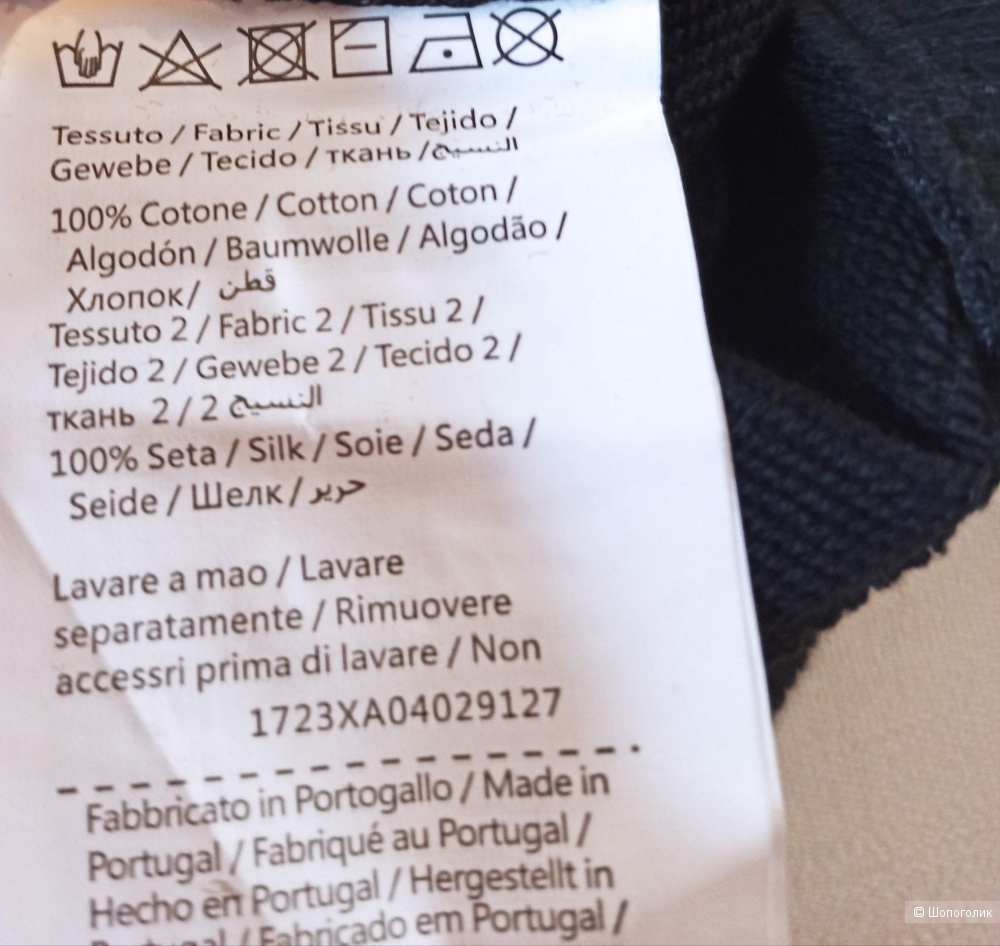 Tessuto / Fabric / Tissu / Tejido /
Gewebe / Tecido / ткань / النسيج
100% Cotone / Cotton / Coton /
Algodón / Baumwolle / Algodão /
Хлопок/ قطن
Tessuto 2 / Fabric 2 / Tissu 2 /
Tejido 2 / Gewebe 2 / Tecido 2 /
ткань 2 / 2 النسيج
100% Seta / Silk / Soie / Seda /
Seide / Шелк / حرير
Lavare a mao / Lavare
separatamente / Rimuovere
accessri prima di lavare / Non
1723XA04029127
Fabbricato in Portogallo / Made in
Portugal / Fabriqué au Portugal /
Hecho en Portugal / Hergestellt in
Portugal / Fabricado em Portugal /
© Шопоголик